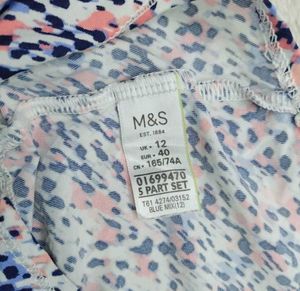 M&S
EST. 1884
UK • 12
EUR • 40
CN • 165/74A
01699470
5 PART SET
T61 4274/03152
BLUE MIX(12)